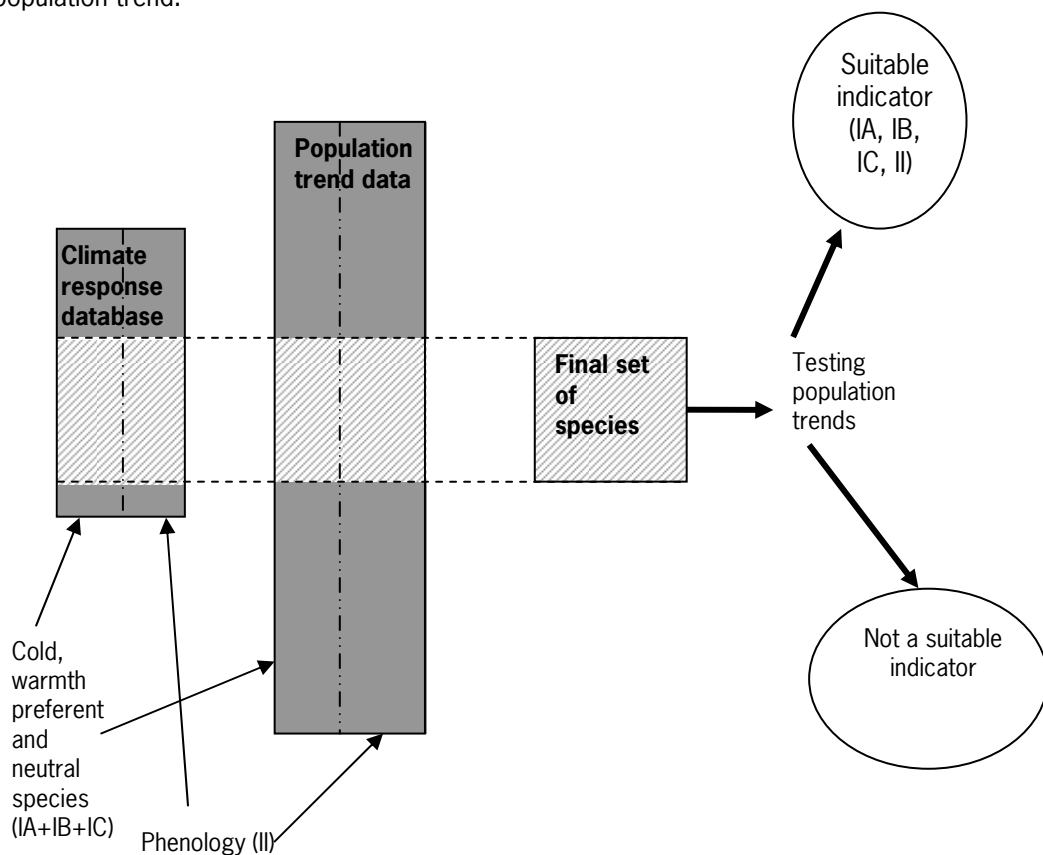 population trend.
Suitable
indicator
(IA, IB,
IC, II)
Population
trend data
Climate
response
database
Final set
of
species
Testing
population
trends
Not a suitable
indicator
Cold,
warmth
preferent
and
neutral
species
(IA+IB+IC)
Phenology (II)